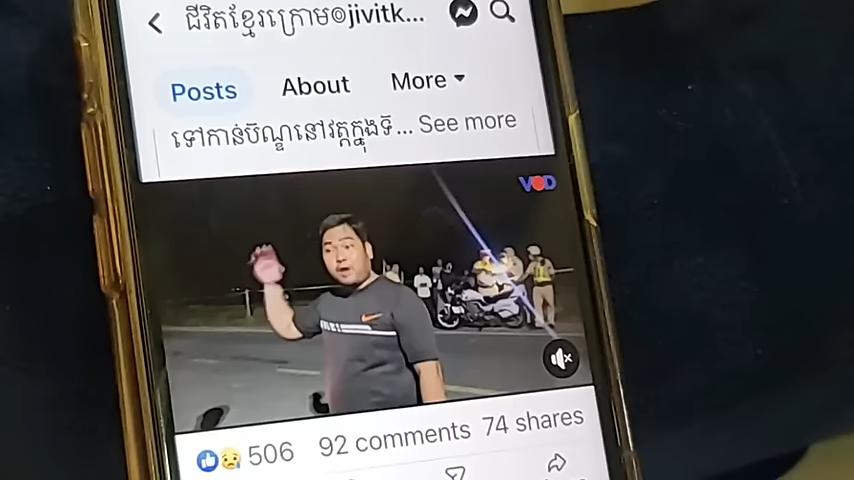 ជីវិតខ្មែរក្រោម@jivitk...
Posts
About
More
ទៅកាន់បិណ្ឌនៅវត្តក្នុងទី... See more
VOD
506
92 comments
74 shares